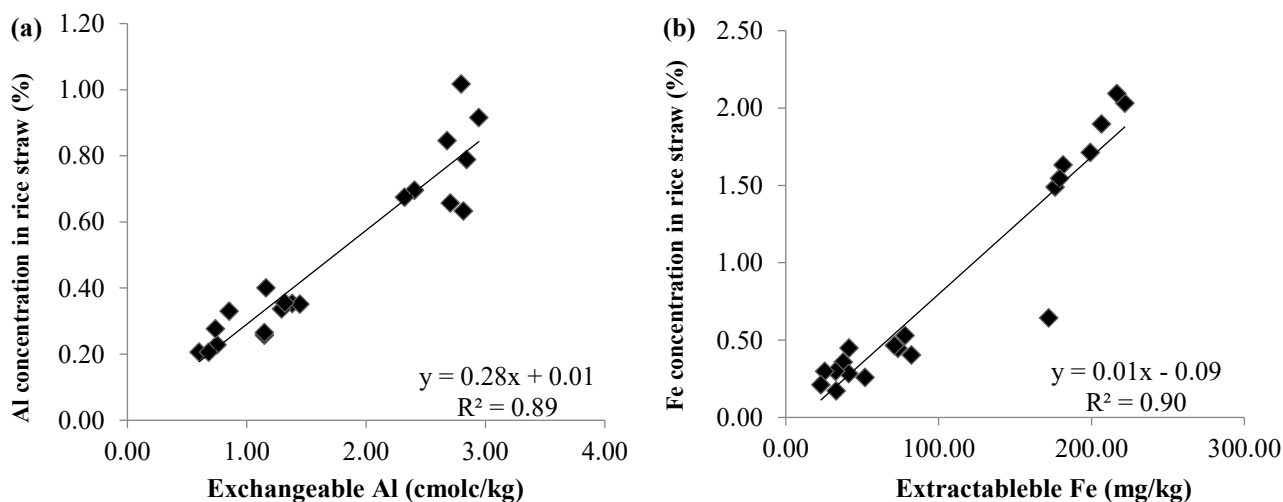 (a)
Al concentration in rice straw (%)
1.20
1.00
0.80
0.60
0.40
0.20
0.00
0.00 1.00 2.00 3.00 4.00
Exchangeable Al (cmolc/kg)
y = 0.28x + 0.01
R² = 0.89
(b)
Fe concentration in rice straw (%)
2.50
2.00
1.50
1.00
0.50
0.00
0.00 100.00 200.00 300.00
Extractableble Fe (mg/kg)
y = 0.01x - 0.09
R² = 0.90